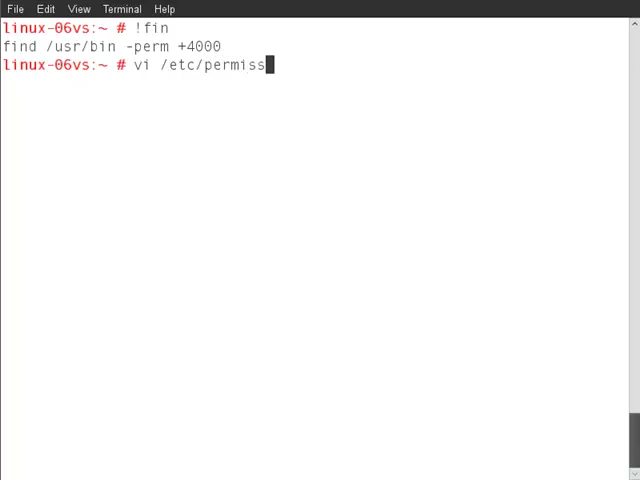 File Edit View Terminal Help
linux-06vs:~ # !fin
find /usr/bin -perm +4000
linux-06vs:~ # vi /etc/permiss